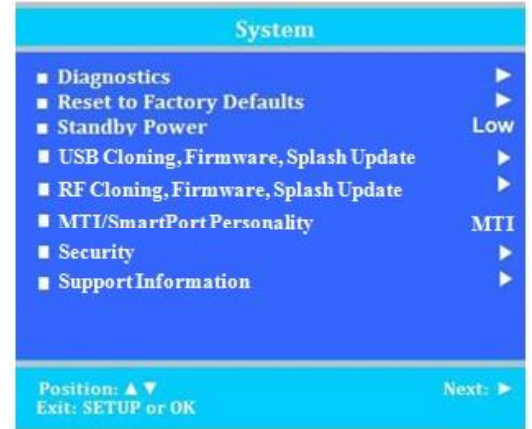 System
■ Diagnostics ▶
■ Reset to Factory Defaults ▶
■ Standby Power Low
■ USB Cloning, Firmware, Splash Update ▶
■ RF Cloning, Firmware, Splash Update ▶
■ MTI/SmartPort Personality MTI
■ Security ▶
■ Support Information ▶
Position: ▲ ▼ Next: ▶
Exit: SETUP or OK